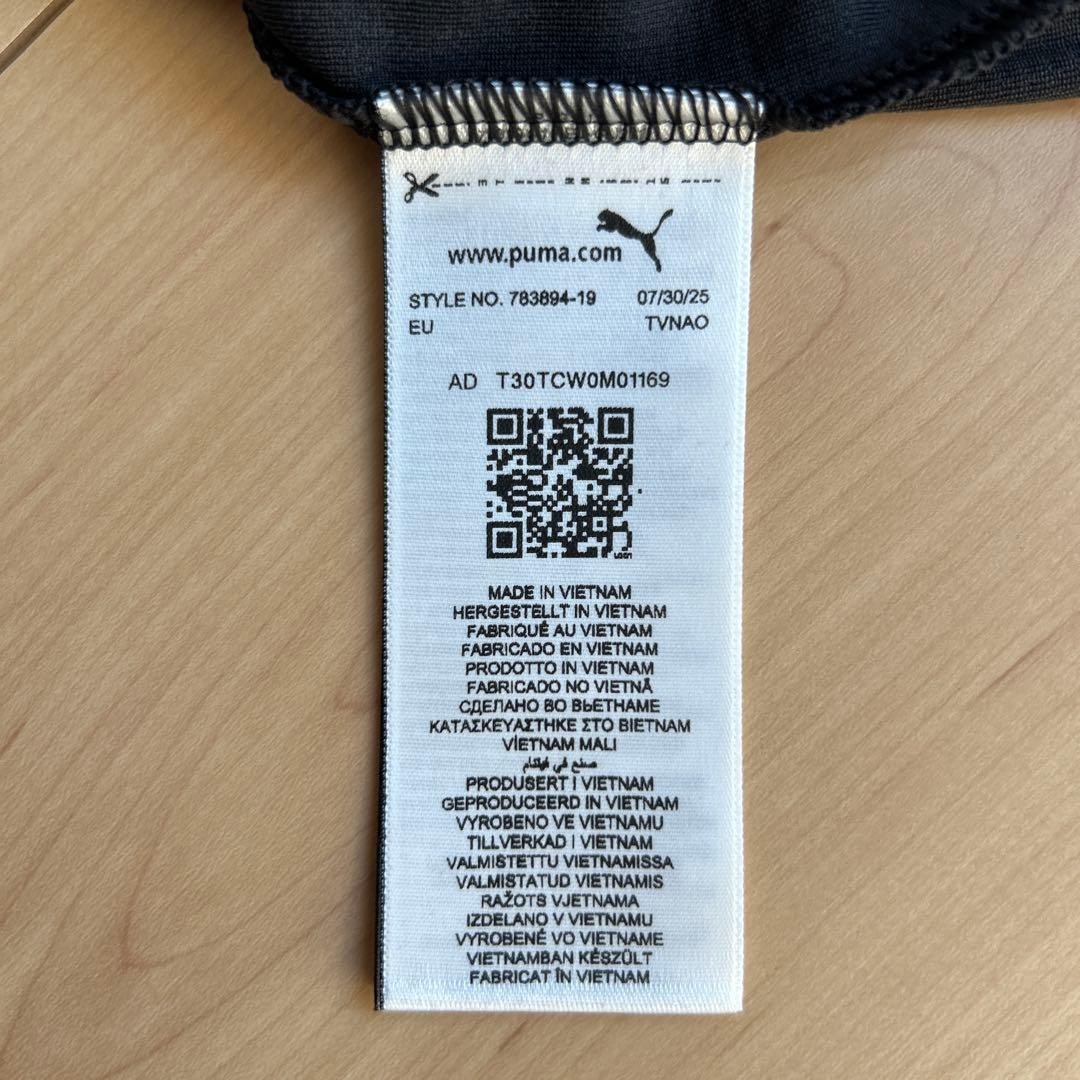 www.puma.com
STYLE NO. 783894-19 07/30/25
EU TVNAO
AD T30TCW0M01169
MADE IN VIETNAM
HERGESTELLT IN VIETNAM
FABRIQUÉ AU VIETNAM
FABRICADO EN VIETNAM
PRODOTTO IN VIETNAM
FABRICADO NO VIETNÃ
СДЕЛАНО ВО ВЬЕТНАМЕ
ΚΑΤΑΣΚΕΥΑΣΤΗΚΕ ΣΤΟ ΒΙΕΤΝΑΜ
VİETNAM MALI
صنع في فيتنام
PRODUSERT I VIETNAM
GEPRODUCEERD IN VIETNAM
VYROBENO VE VIETNAMU
TILLVERKAD I VIETNAM
VALMISTETTU VIETNAMISSA
VALMISTATUD VIETNAMIS
RAŽOTS VJETNAMA
IZDELANO V VIETNAMU
VYROBENÉ VO VIETNAME
VIETNAMBAN KÉSZÜLT
FABRICAT ÎN VIETNAM